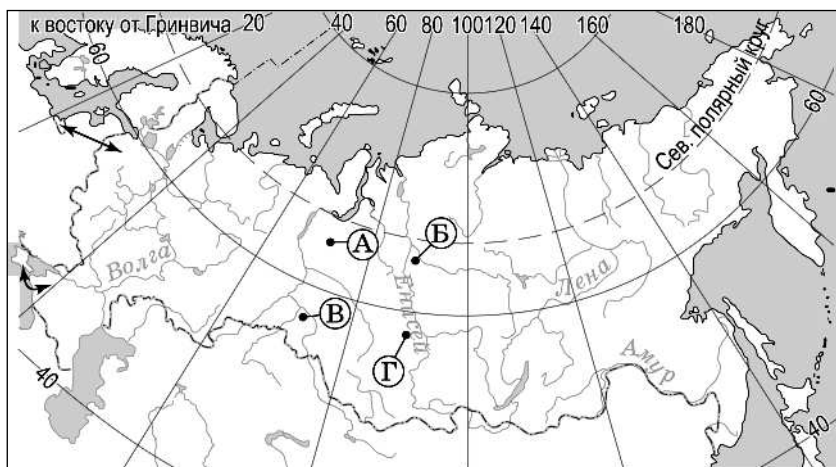 к востоку от Гринвича 20 40 60 80 100 120 140 160 180
60
Сев. полярный круг
60
А
Б
Волга
Лена
В
Енисей
Г
Амур
40
40